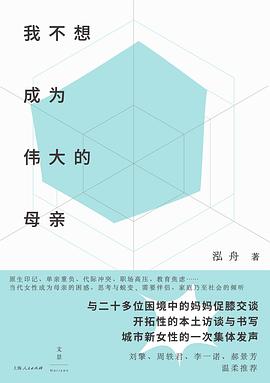 我不想
成为
伟大的
母亲
泓舟 著
原生印记、单亲重负、代际冲突、职场高压、教育焦虑……
当代女性成为母亲的困惑、思考与蜕变，需要伴侣、家庭乃至社会的倾听
与二十多位困境中的妈妈促膝交谈
开拓性的本土访谈与书写
城市新女性的一次集体发声
刘擎、周轶君、李一诺、郝景芳
温柔推荐
文景
Horizon
上海人民出版社